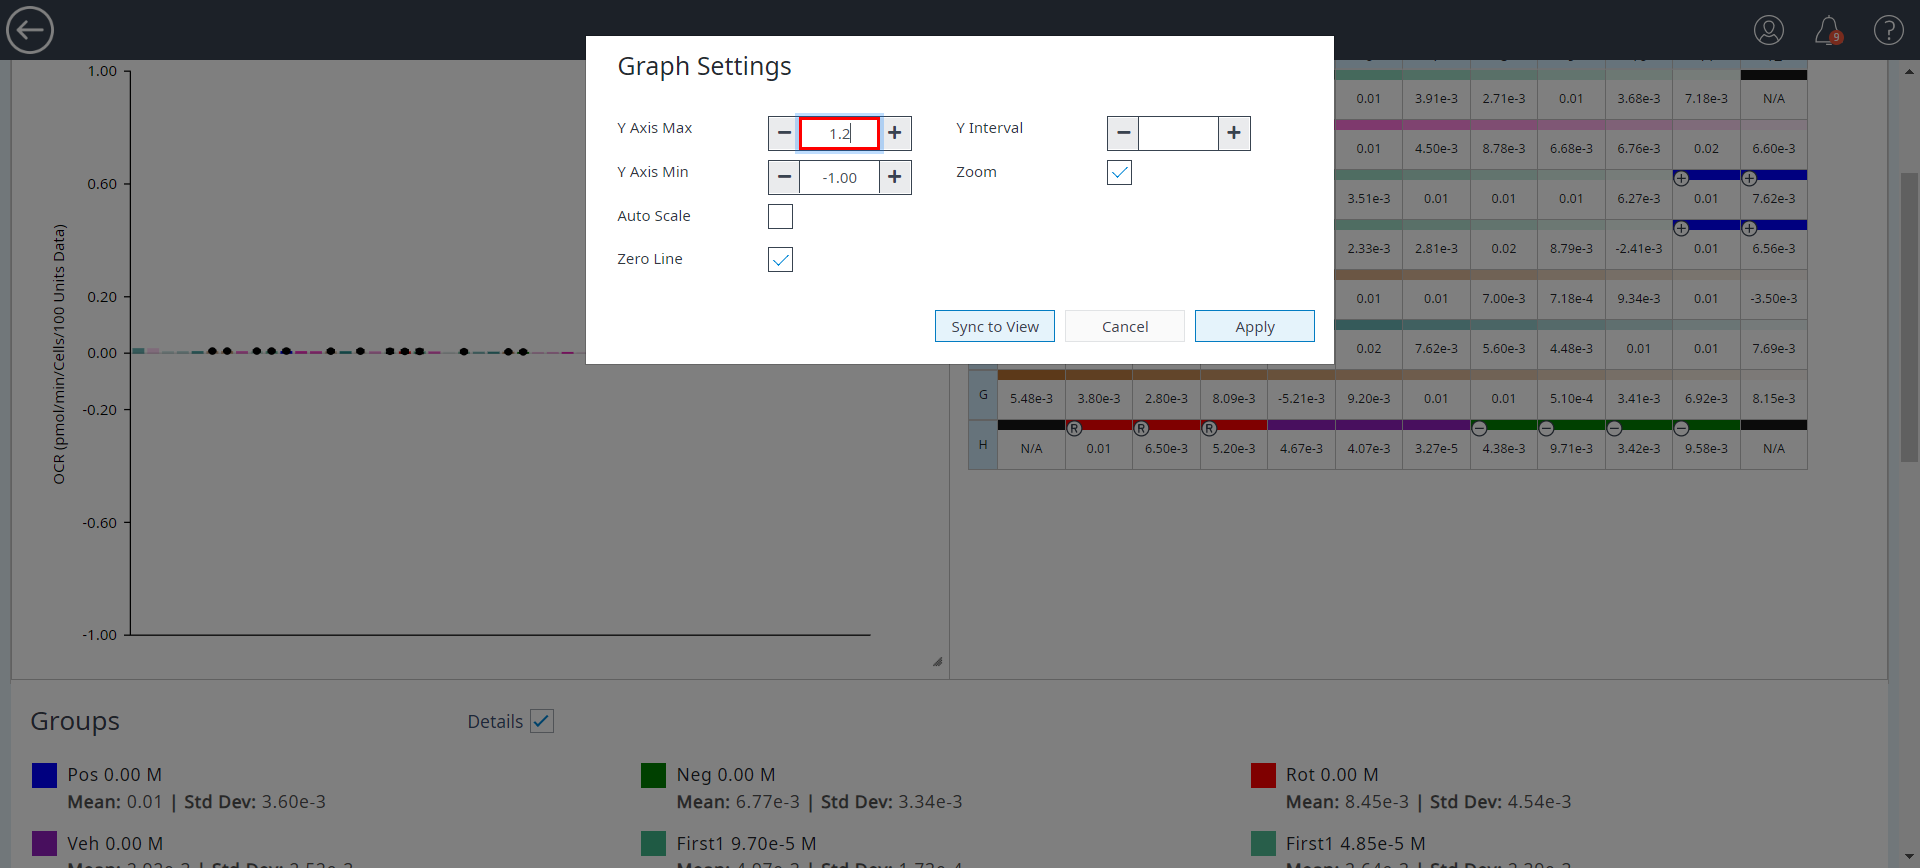 9
Graph Settings
Y Axis Max
1.2
Y Interval
Y Axis Min
-1.00
Zoom
Auto Scale
Zero Line
Sync to View
Cancel
Apply
OCR (pmol/min/Cells/100 Units Data)
1.00
0.60
0.20
0.00
-0.20
-0.60
-1.00
0.01 3.91e-3 2.71e-3 0.01 3.68e-3 7.18e-3 N/A
0.01 4.50e-3 8.78e-3 6.68e-3 6.76e-3 0.02 6.60e-3
3.51e-3 0.01 0.01 0.01 6.27e-3 0.01 7.62e-3
2.33e-3 2.81e-3 0.02 8.79e-3 -2.41e-3 0.01 6.56e-3
0.01 0.01 7.00e-3 7.18e-4 9.34e-3 0.01 -3.50e-3
0.02 7.62e-3 5.60e-3 4.48e-3 0.01 0.01 7.69e-3
G 5.48e-3 3.80e-3 2.80e-3 8.09e-3 -5.21e-3 9.20e-3 0.01 0.01 5.10e-4 3.41e-3 6.92e-3 8.15e-3
R R R
H N/A 0.01 6.50e-3 5.20e-3 4.67e-3 4.07e-3 3.27e-5 4.38e-3 9.71e-3 3.42e-3 9.58e-3 N/A
Groups
Details
Pos 0.00 M
Mean: 0.01 | Std Dev: 3.60e-3
Neg 0.00 M
Mean: 6.77e-3 | Std Dev: 3.34e-3
Rot 0.00 M
Mean: 8.45e-3 | Std Dev: 4.54e-3
Veh 0.00 M
First1 9.70e-5 M
First1 4.85e-5 M